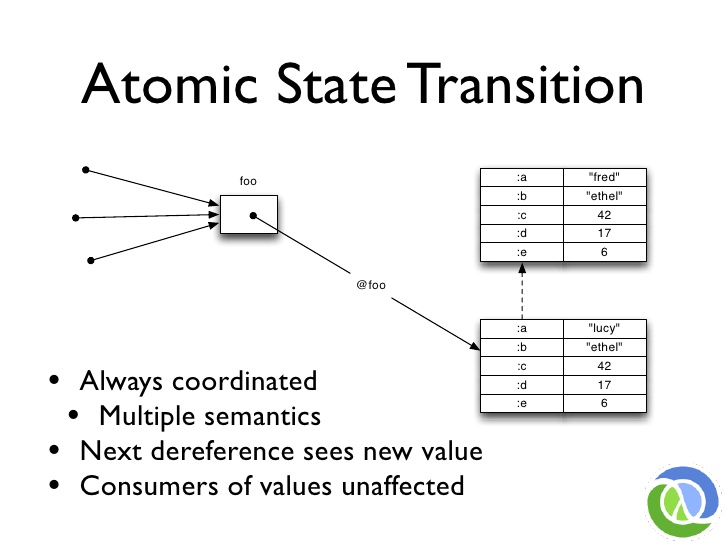 Atomic State Transition
foo
@foo
:a "fred"
:b "ethel"
:c 42
:d 17
:e 6
:a "lucy"
:b "ethel"
:c 42
:d 17
:e 6
• Always coordinated
• Multiple semantics
• Next dereference sees new value
• Consumers of values unaffected
λ